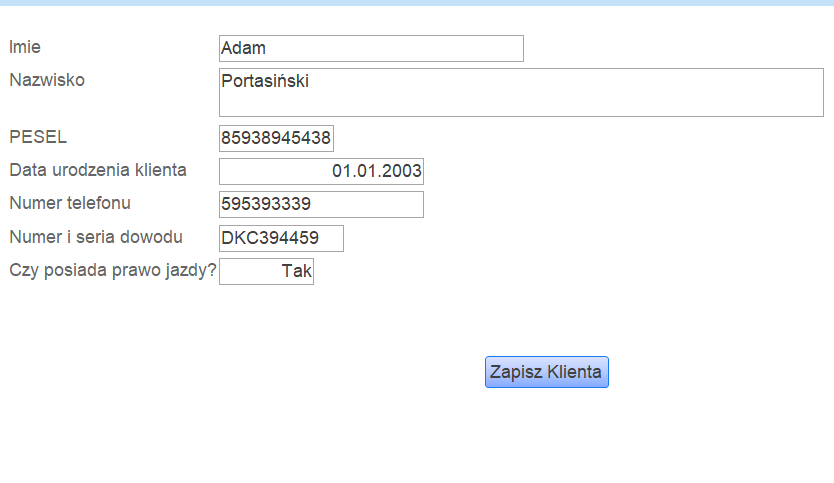 Imie Adam
Nazwisko Portasiński
PESEL 85938945438
Data urodzenia klienta 01.01.2003
Numer telefonu 595393339
Numer i seria dowodu DKC394459
Czy posiada prawo jazdy? Tak
Zapisz Klienta